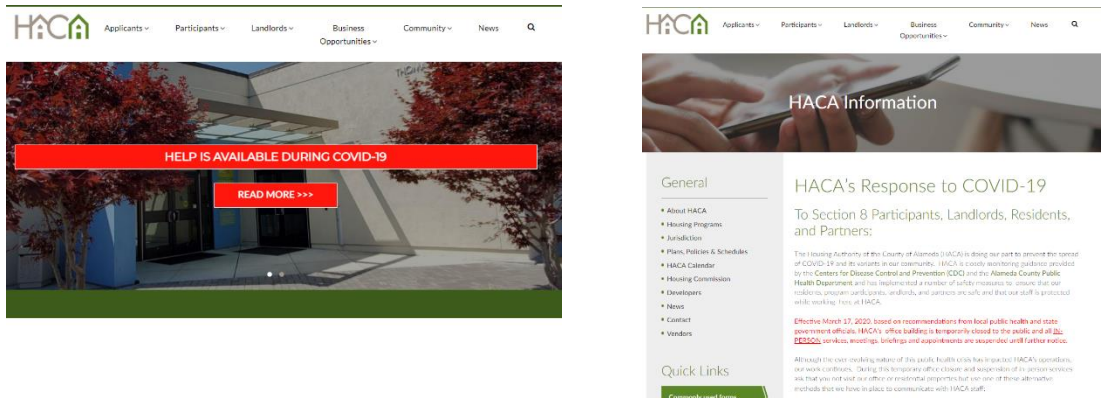 HACA
Applicants
Participants
Landlords
Business
Opportunities
Community
News
HELP IS AVAILABLE DURING COVID-19
READ MORE >>>
HACA
Applicants
Participants
Landlords
Business
Opportunities
Community
News
HACA Information
General
• About HACA
• Housing Programs
• Jurisdiction
• Plans, Policies & Schedules
• HACA Calendar
• Housing Commission
• Developers
• News
• Contact
• Vendors
Quick Links
Commonly used forms
HACA's Response to COVID-19
To Section 8 Participants, Landlords, Residents,
and Partners:
The Housing Authority of the County of Alameda (HACA) is doing our part to prevent the spread
of COVID-19 and its variants in our community. HACA is closely monitoring guidance provided
by the Centers for Disease Control and Prevention (CDC) and the Alameda County Public
Health Department and has implemented a number of safety measures to ensure that our
residents, program participants, landlords, and partners are safe and that our staff is protected
while working here at HACA.
Effective March 17, 2020, based on recommendations from local public health and state
government officials, HACA's office building is temporarily closed to the public and all IN-
PERSON services, meetings, briefings and appointments are suspended until further notice.
Although the ever-evolving nature of this public health crisis has impacted HACA's operations,
our work continues. During this temporary office closure and suspension of in-person services
ask that you not visit our office or residential properties but use one of these alternative
methods that we have in place to communicate with HACA staff: